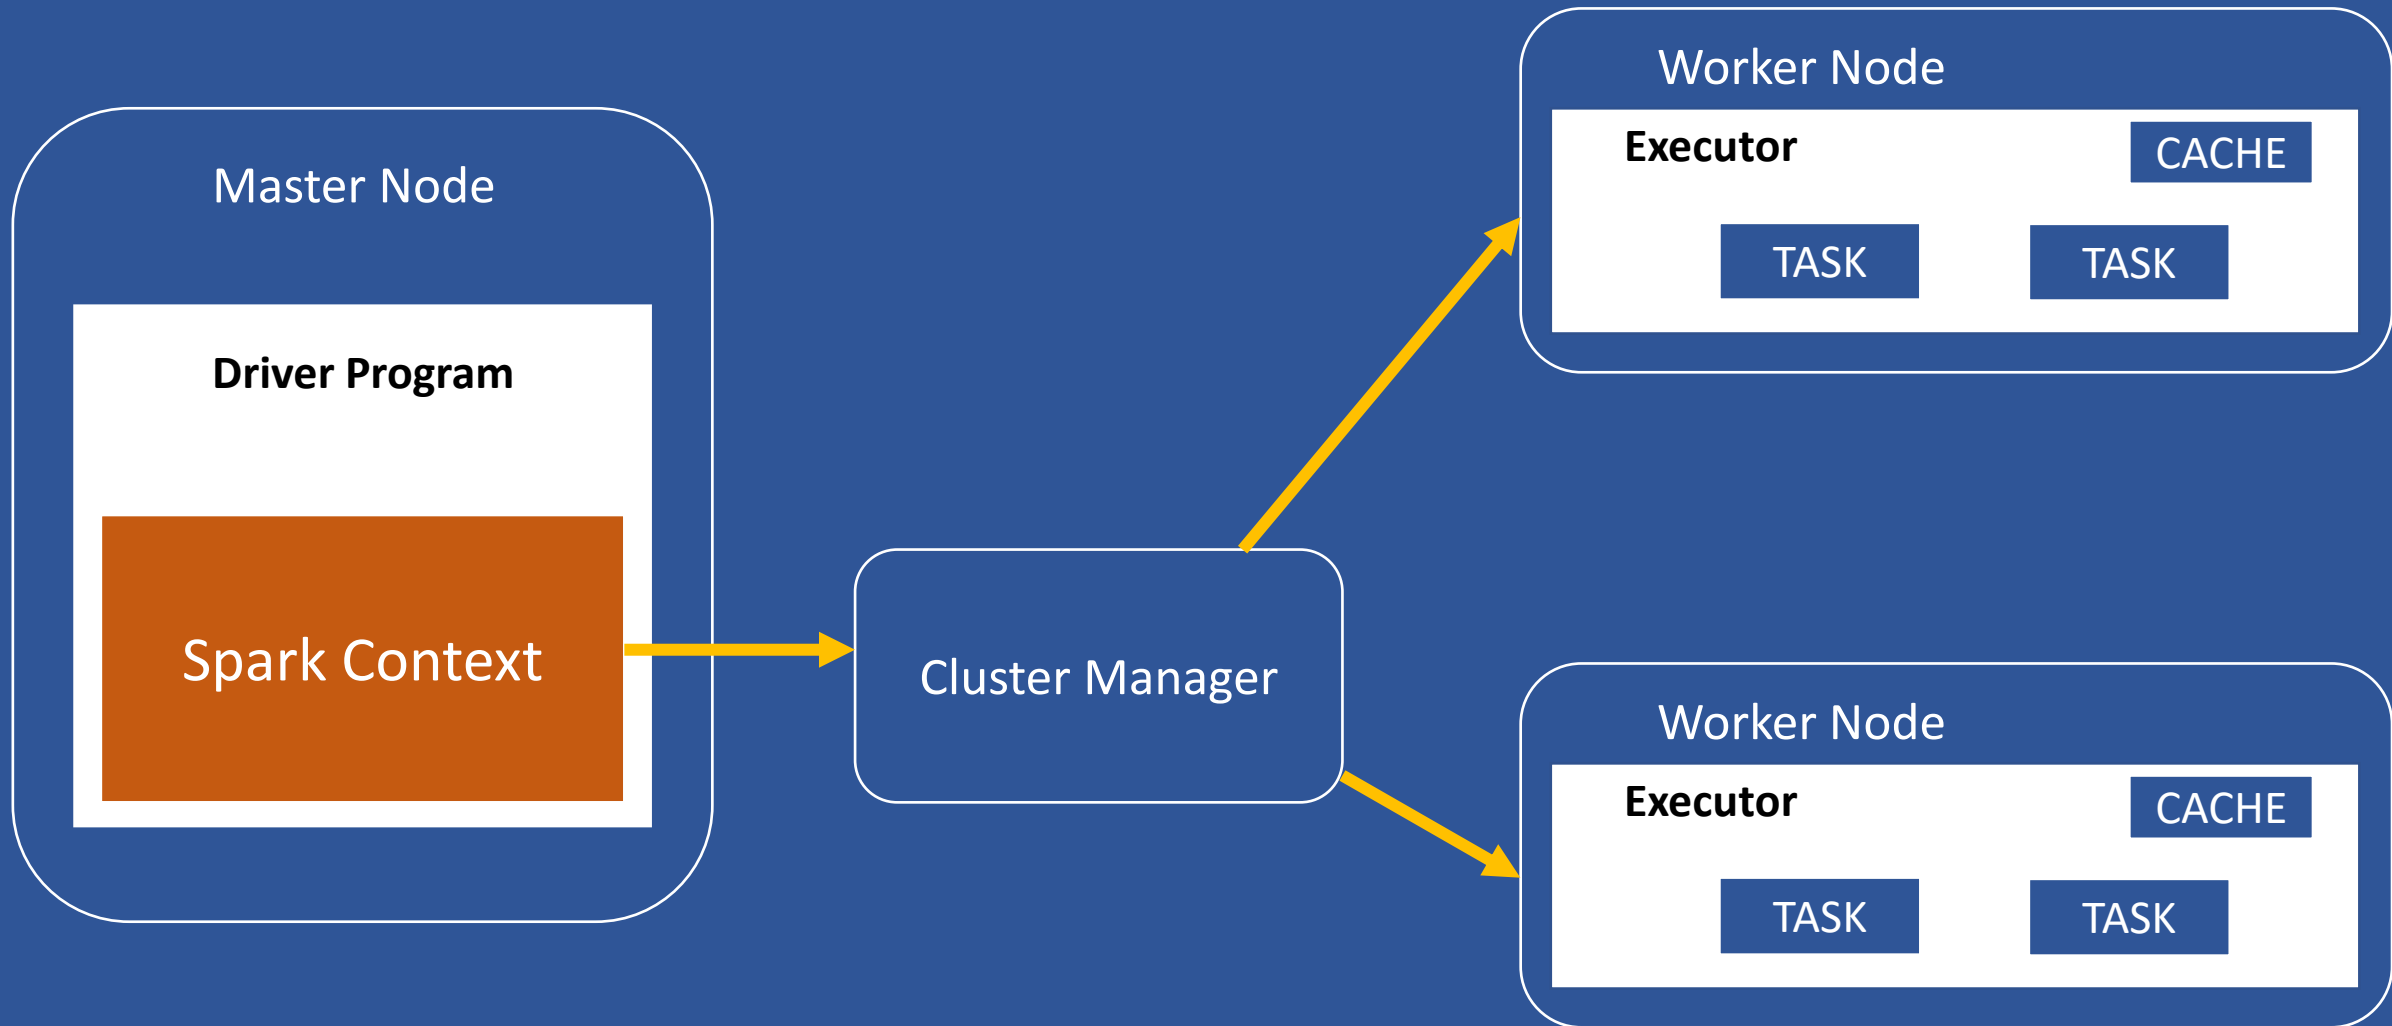 Master Node
Driver Program
Spark Context
Cluster Manager
Worker Node
Executor
CACHE
TASK
TASK
Worker Node
Executor
CACHE
TASK
TASK